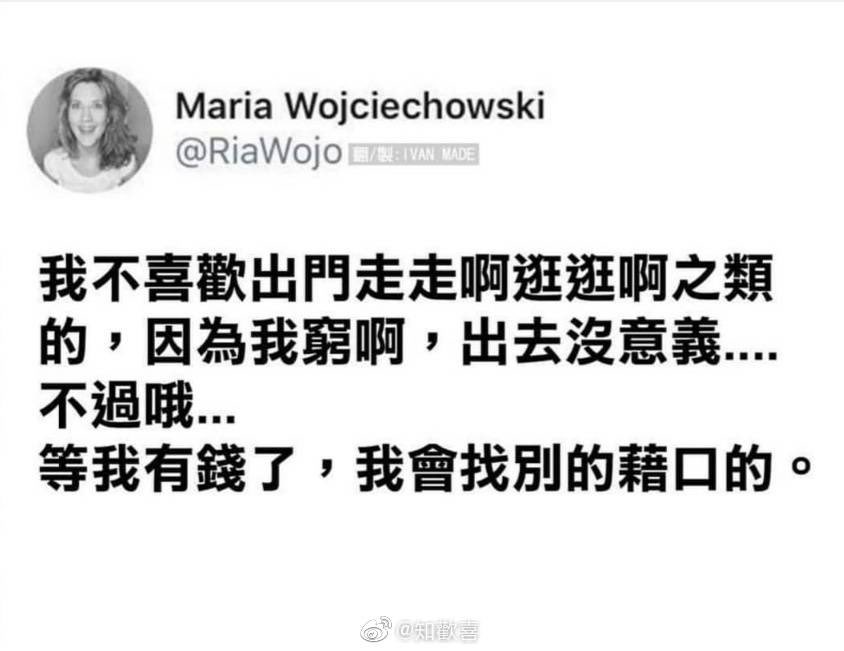 Maria Wojciechowski
@RiaWojo 翻/製:IVAN MADE
我不喜歡出門走走啊逛逛啊之類
的，因為我窮啊，出去沒意義....
不過哦...
等我有錢了，我會找別的藉口的。
@知歡喜